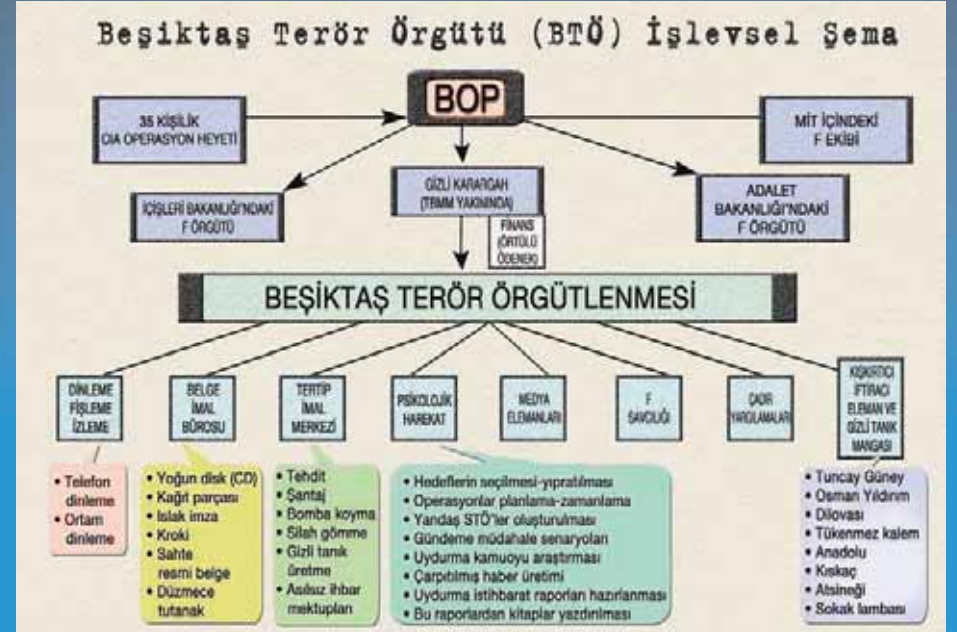 Beşiktaş Terör Örgütü (BTÖ) İşlevsel Şema
BOP
35 KİŞİLİK
CIA OPERASYON HEYETİ
MİT İÇİNDEKİ
F EKİBİ
İÇİŞLERİ BAKANLIĞI'NDAKİ
F ÖRGÜTÜ
GİZLİ KARARGAH
(TBMM YAKININDA)
ADALET
BAKANLIĞI'NDAKİ
F ÖRGÜTÜ
FİNANS
(ÖRTÜLÜ
ÖDENEK)
BEŞİKTAŞ TERÖR ÖRGÜTLENMESİ
DİNLEME
FİŞLEME
İZLEME
BELGE
İMAL
BÜROSU
TERTİP
İMAL
MERKEZİ
PSİKOLOJİK
HAREKAT
MEDYA
ELEMANLARI
F
SAVCILIĞI
ÇADIR
YARGILAMALARI
KIŞKIRTICI
İFTİRACI
ELEMAN VE
GİZLİ TANIK
MANGASI
• Telefon
dinleme
• Ortam
dinleme
• Yoğun disk (CD)
• Kağıt parçası
• Islak imza
• Kroki
• Sahte
resmi belge
• Düzmece
tutanak
• Tehdit
• Şantaj
• Bomba koyma
• Silah gömme
• Gizli tanık
üretme
• Asılsız ihbar
mektupları
• Hedeflerin seçilmesi-yıpratılması
• Operasyonlar planlama-zamanlama
• Yandaş STÖ'ler oluşturulması
• Gündeme müdahale senaryoları
• Uydurma kamuoyu araştırması
• Çarpıtılmış haber üretimi
• Uydurma istihbarat raporları hazırlanması
• Bu raporlardan kitaplar yazdırılması
• Tuncay Güney
• Osman Yıldırım
• Dilovası
• Tükenmez kalem
• Anadolu
• Kıskaç
• Atsineği
• Sokak lambası